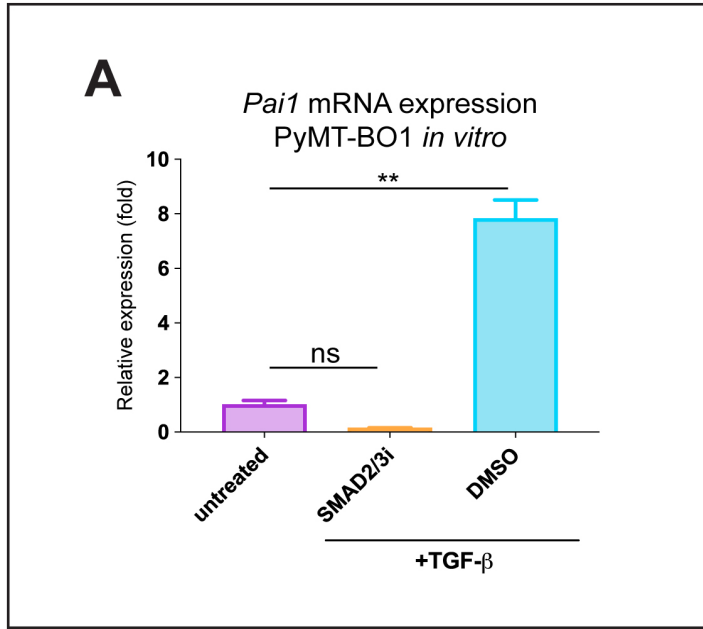 A
Pai1 mRNA expression
PyMT-BO1 in vitro
Relative expression (fold)
10
8
6
4
2
0
**
ns
untreated
SMAD2/3i
DMSO
+TGF-β